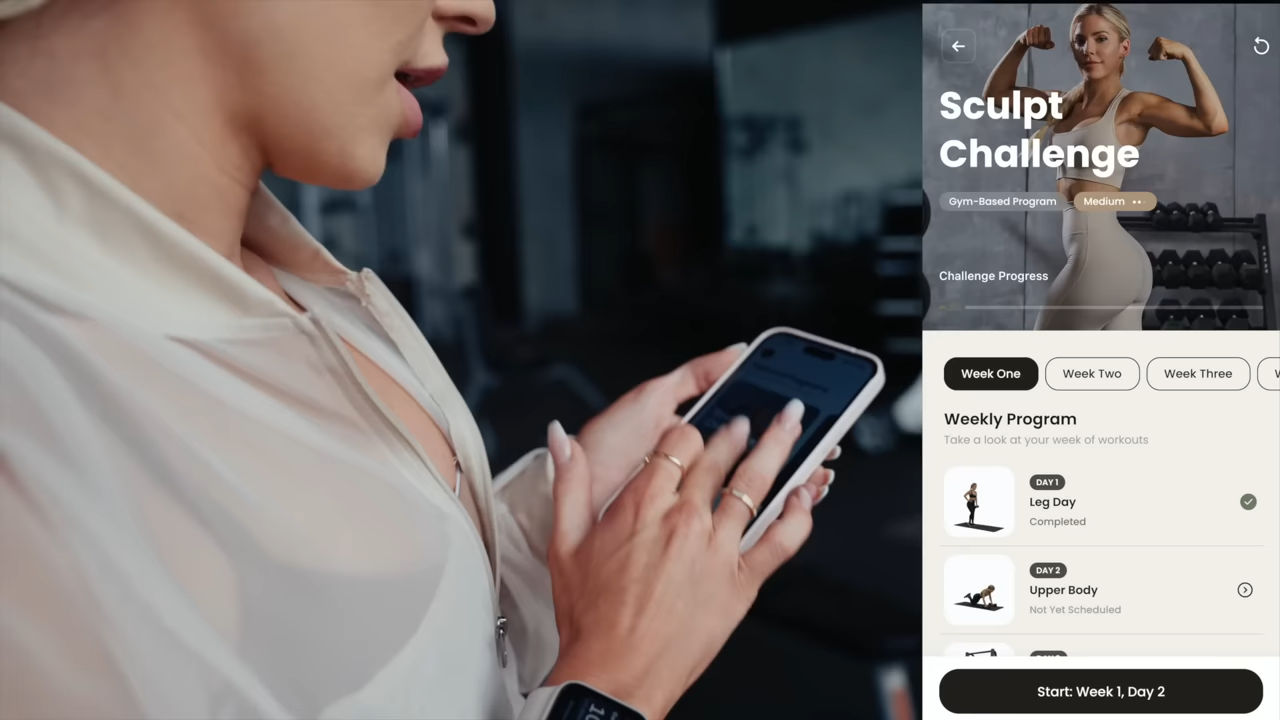 Sculpt
Challenge
Gym-Based Program
Medium
Challenge Progress
Week One
Week Two
Week Three
Weekly Program
Take a look at your week of workouts
DAY 1
Leg Day
Completed
DAY 2
Upper Body
Not Yet Scheduled
Start: Week 1, Day 2